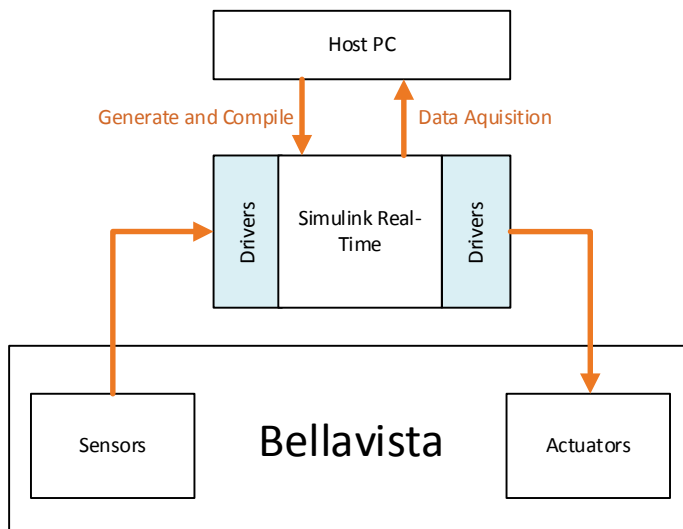 Host PC
Generate and Compile
Data Aquisition
Drivers
Simulink Real-
Time
Drivers
Sensors
Bellavista
Actuators